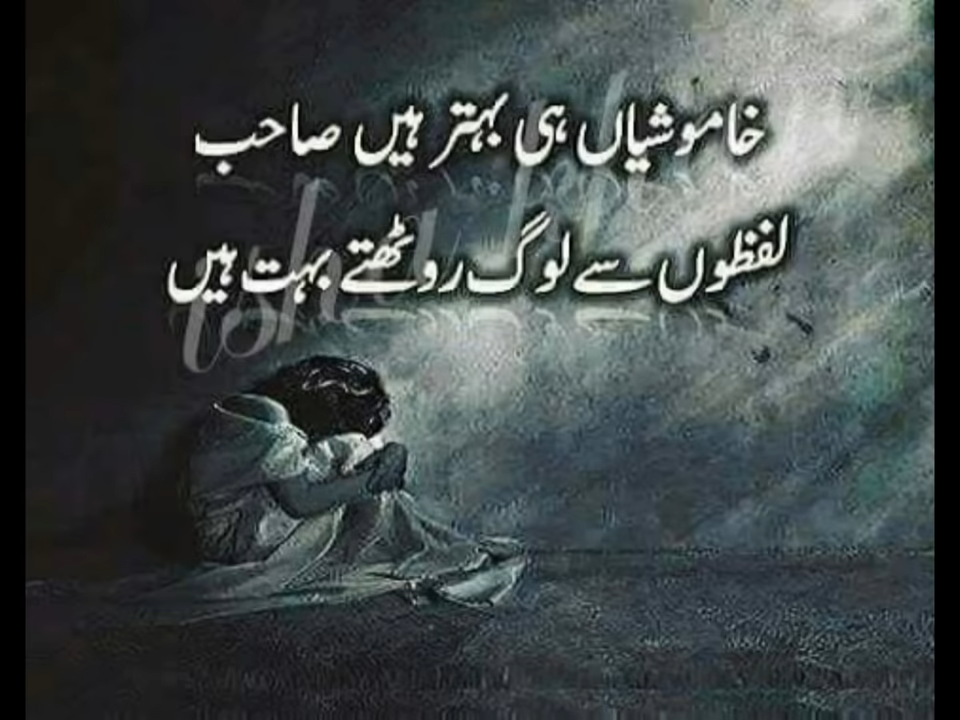 خاموشیاں ہی بہتر ہیں صاحب
لفظوں سے لوگ روٹھتے بہت ہیں